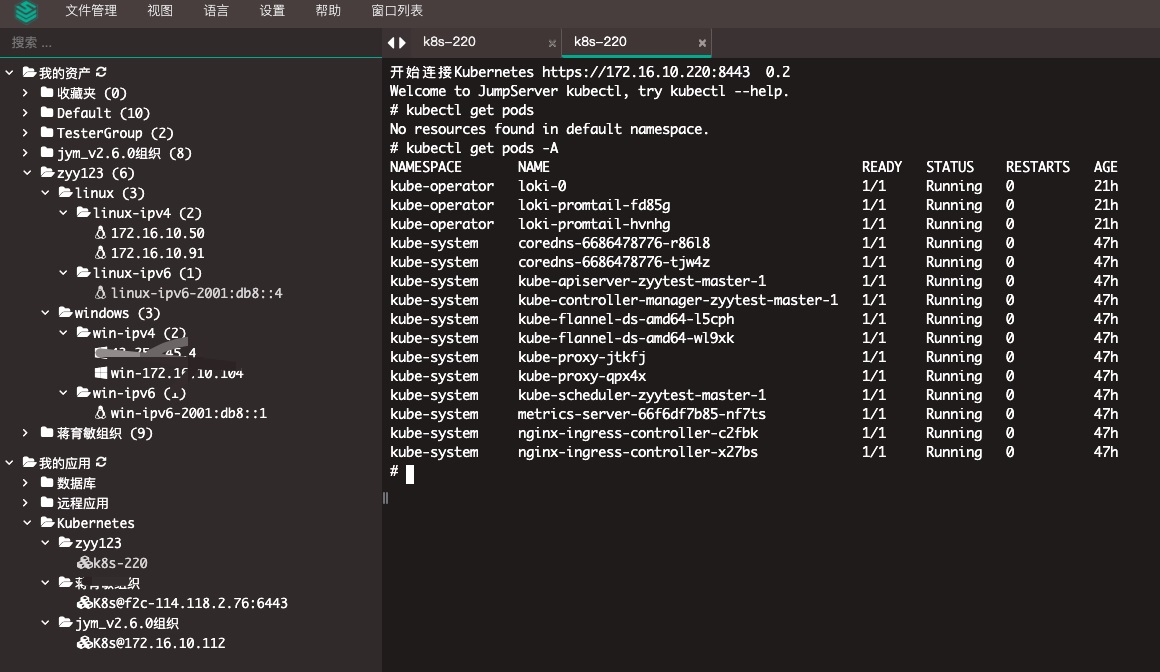 文件管理 视图 语言 设置 帮助 窗口列表
搜索 ...
我的资产
收藏夹 (0)
Default (10)
TesterGroup (2)
jym_v2.6.0组织 (8)
zyy123 (6)
linux (3)
linux-ipv4 (2)
172.16.10.50
172.16.10.91
linux-ipv6 (1)
linux-ipv6-2001:db8::4
windows (3)
win-ipv4 (2)
win-172.16.10.104
win-ipv6 (1)
win-ipv6-2001:db8::1
蒋育敏组织 (9)
我的应用
数据库
远程应用
Kubernetes
zyy123
k8s-220
蒋育敏组织
K8s@f2c-114.118.2.76:6443
jym_v2.6.0组织
K8s@172.16.10.112
k8s-220 × k8s-220 ×
开始连接Kubernetes https://172.16.10.220:8443  0.2
Welcome to JumpServer kubectl, try kubectl --help.
# kubectl get pods
No resources found in default namespace.
# kubectl get pods -A
NAMESPACE NAME READY STATUS RESTARTS AGE
kube-operator loki-0 1/1 Running 0 21h
kube-operator loki-promtail-fd85g 1/1 Running 0 21h
kube-operator loki-promtail-hvnhg 1/1 Running 0 21h
kube-system coredns-6686478776-r86l8 1/1 Running 0 47h
kube-system coredns-6686478776-tjw4z 1/1 Running 0 47h
kube-system kube-apiserver-zyytest-master-1 1/1 Running 0 47h
kube-system kube-controller-manager-zyytest-master-1 1/1 Running 0 47h
kube-system kube-flannel-ds-amd64-l5cph 1/1 Running 0 47h
kube-system kube-flannel-ds-amd64-wl9xk 1/1 Running 0 47h
kube-system kube-proxy-jtkfj 1/1 Running 0 47h
kube-system kube-proxy-qpx4x 1/1 Running 0 47h
kube-system kube-scheduler-zyytest-master-1 1/1 Running 0 47h
kube-system metrics-server-66f6df7b85-nf7ts 1/1 Running 0 47h
kube-system nginx-ingress-controller-c2fbk 1/1 Running 0 47h
kube-system nginx-ingress-controller-x27bs 1/1 Running 0 47h
#